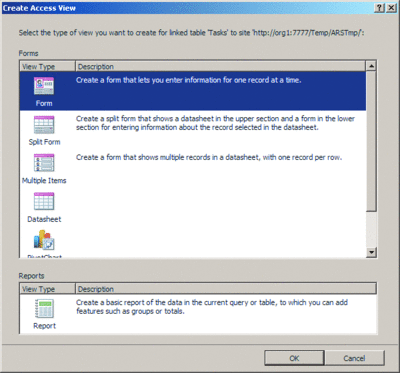 Create Access View
Select the type of view you want to create for linked table 'Tasks' to site 'http://org1:7777/Temp/ARSTmp/':
Forms
View Type Description
Form
Create a form that lets you enter information for one record at a time.
Split Form
Create a split form that shows a datasheet in the upper section and a form in the lower
section for entering information about the record selected in the datasheet.
Multiple Items
Create a form that shows multiple records in a datasheet, with one record per row.
Datasheet
PivotChart
Reports
View Type Description
Report
Create a basic report of the data in the current query or table, to which you can add
features such as groups or totals.
OK
Cancel